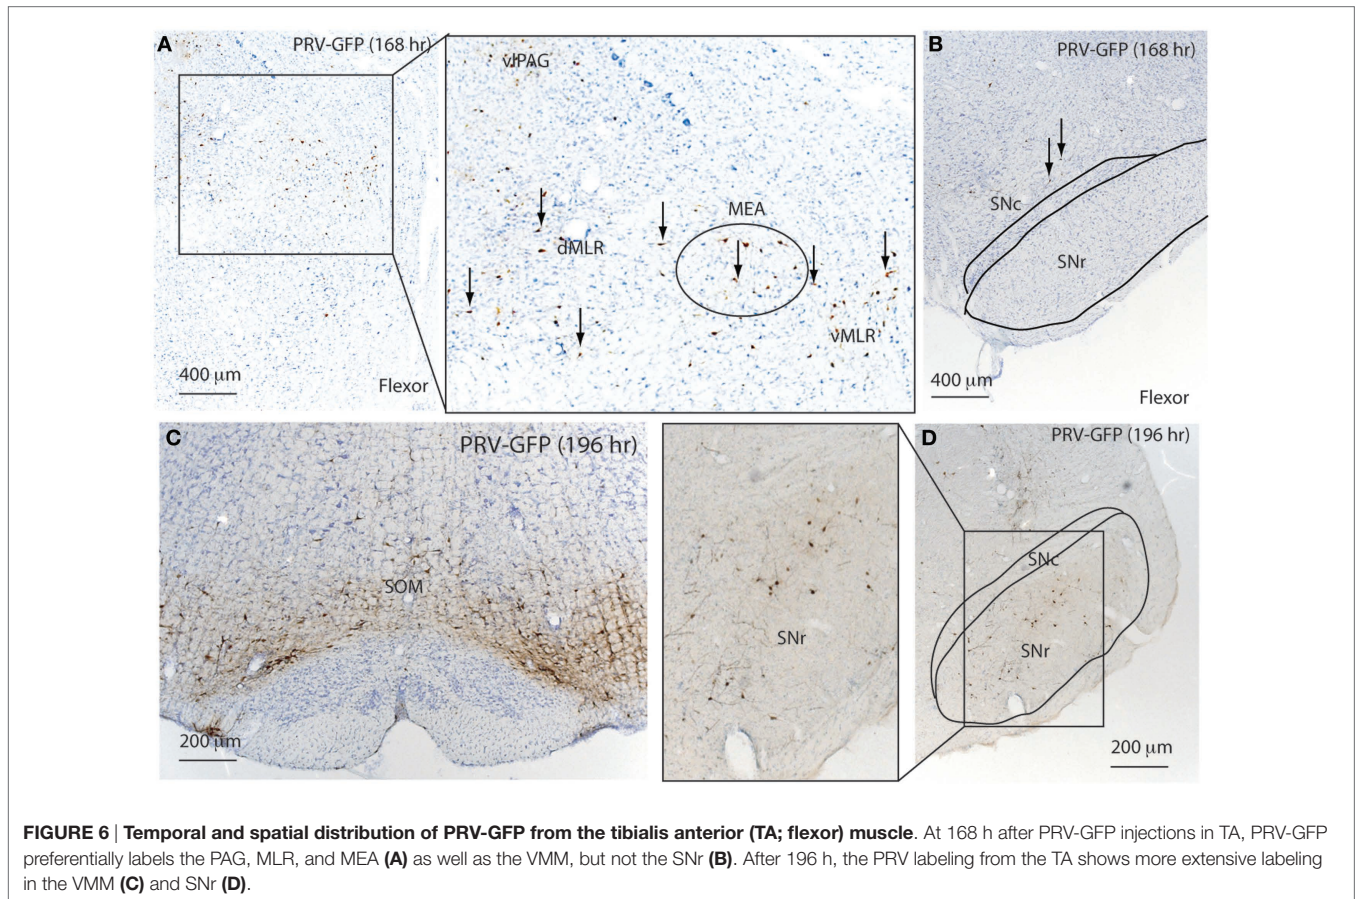 A
PRV-GFP (168 hr)
400 μm
Flexor
vlPAG
MEA
dMLR
vMLR
B
PRV-GFP (168 hr)
SNc
SNr
400 μm
Flexor
C
PRV-GFP (196 hr)
SOM
200 μm
SNr
D
PRV-GFP (196 hr)
SNc
SNr
200 μm
FIGURE 6 | Temporal and spatial distribution of PRV-GFP from the tibialis anterior (TA; flexor) muscle. At 168 h after PRV-GFP injections in TA, PRV-GFP
preferentially labels the PAG, MLR, and MEA (A) as well as the VMM, but not the SNr (B). After 196 h, the PRV labeling from the TA shows more extensive labeling
in the VMM (C) and SNr (D).